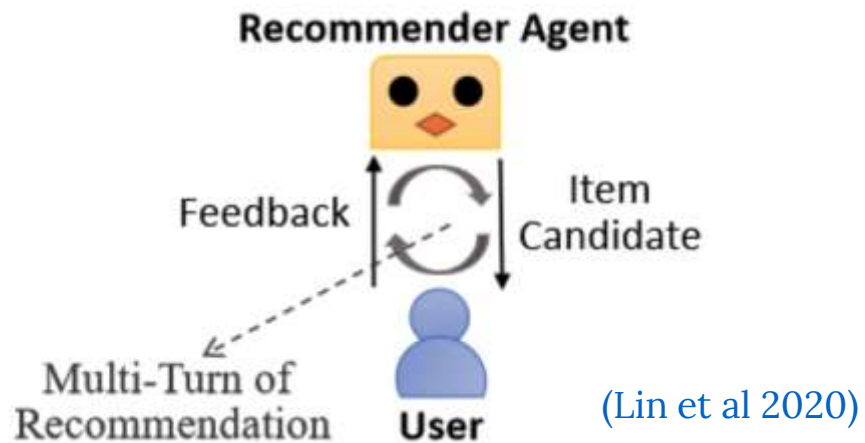 Recommender Agent
Feedback
Item
Candidate
Multi-Turn of
Recommendation
User
(Lin et al 2020)